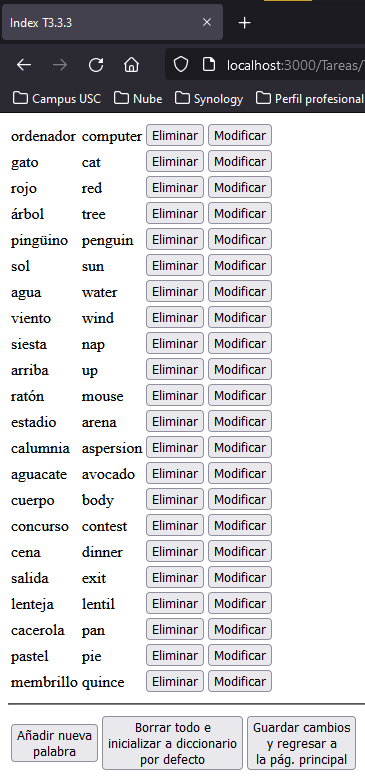 Index T3.3.3
localhost:3000/Tareas/
Campus USC Nube Synology Perfil profesional
ordenador computer Eliminar Modificar
gato cat Eliminar Modificar
rojo red Eliminar Modificar
árbol tree Eliminar Modificar
pingüino penguin Eliminar Modificar
sol sun Eliminar Modificar
agua water Eliminar Modificar
viento wind Eliminar Modificar
siesta nap Eliminar Modificar
arriba up Eliminar Modificar
ratón mouse Eliminar Modificar
estadio arena Eliminar Modificar
calumnia aspersion Eliminar Modificar
aguacate avocado Eliminar Modificar
cuerpo body Eliminar Modificar
concurso contest Eliminar Modificar
cena dinner Eliminar Modificar
salida exit Eliminar Modificar
lenteja lentil Eliminar Modificar
cacerola pan Eliminar Modificar
pastel pie Eliminar Modificar
membrillo quince Eliminar Modificar
Añadir nueva
palabra
Borrar todo e
inicializar a diccionario
por defecto
Guardar cambios
y regresar a
la pág. principal